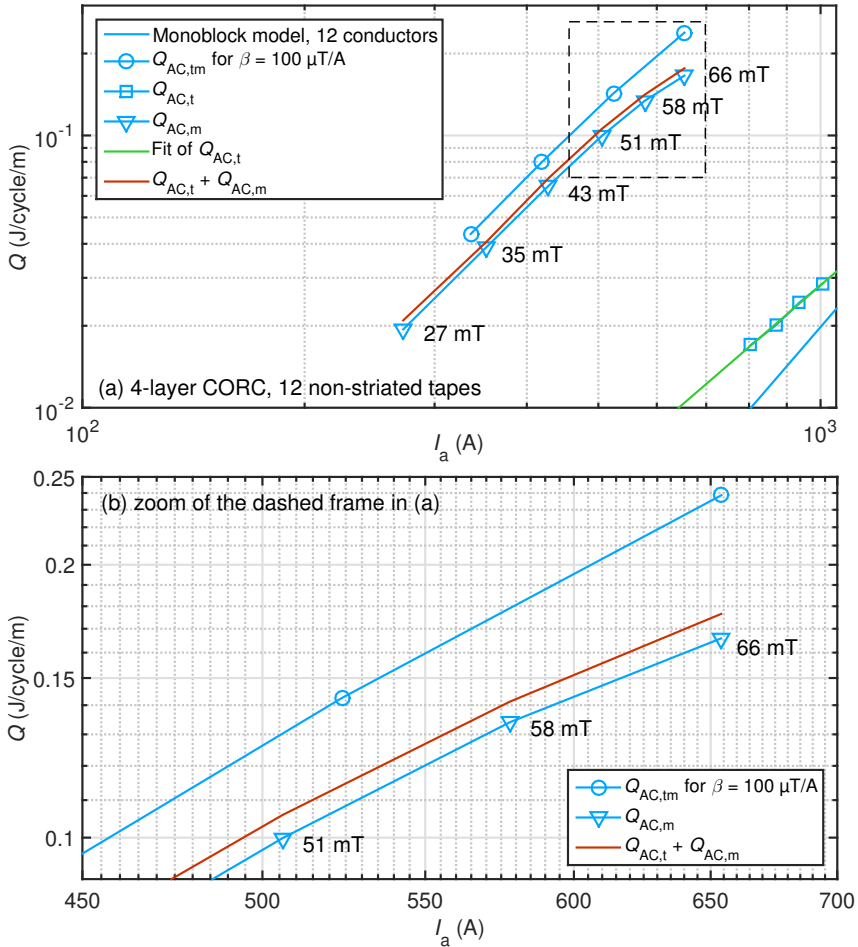 Monoblock model, 12 conductors
Q_AC,tm for β = 100 μT/A
Q_AC,t
Q_AC,m
Fit of Q_AC,t
Q_AC,t + Q_AC,m
66 mT
58 mT
51 mT
43 mT
35 mT
27 mT
10^-1
10^-2
Q (J/cycle/m)
(a) 4-layer CORC, 12 non-striated tapes
10^2
10^3
I_a (A)
(b) zoom of the dashed frame in (a)
0.25
0.2
0.15
0.1
Q (J/cycle/m)
66 mT
58 mT
51 mT
Q_AC,tm for β = 100 μT/A
Q_AC,m
Q_AC,t + Q_AC,m
450 500 550 600 650 700
I_a (A)